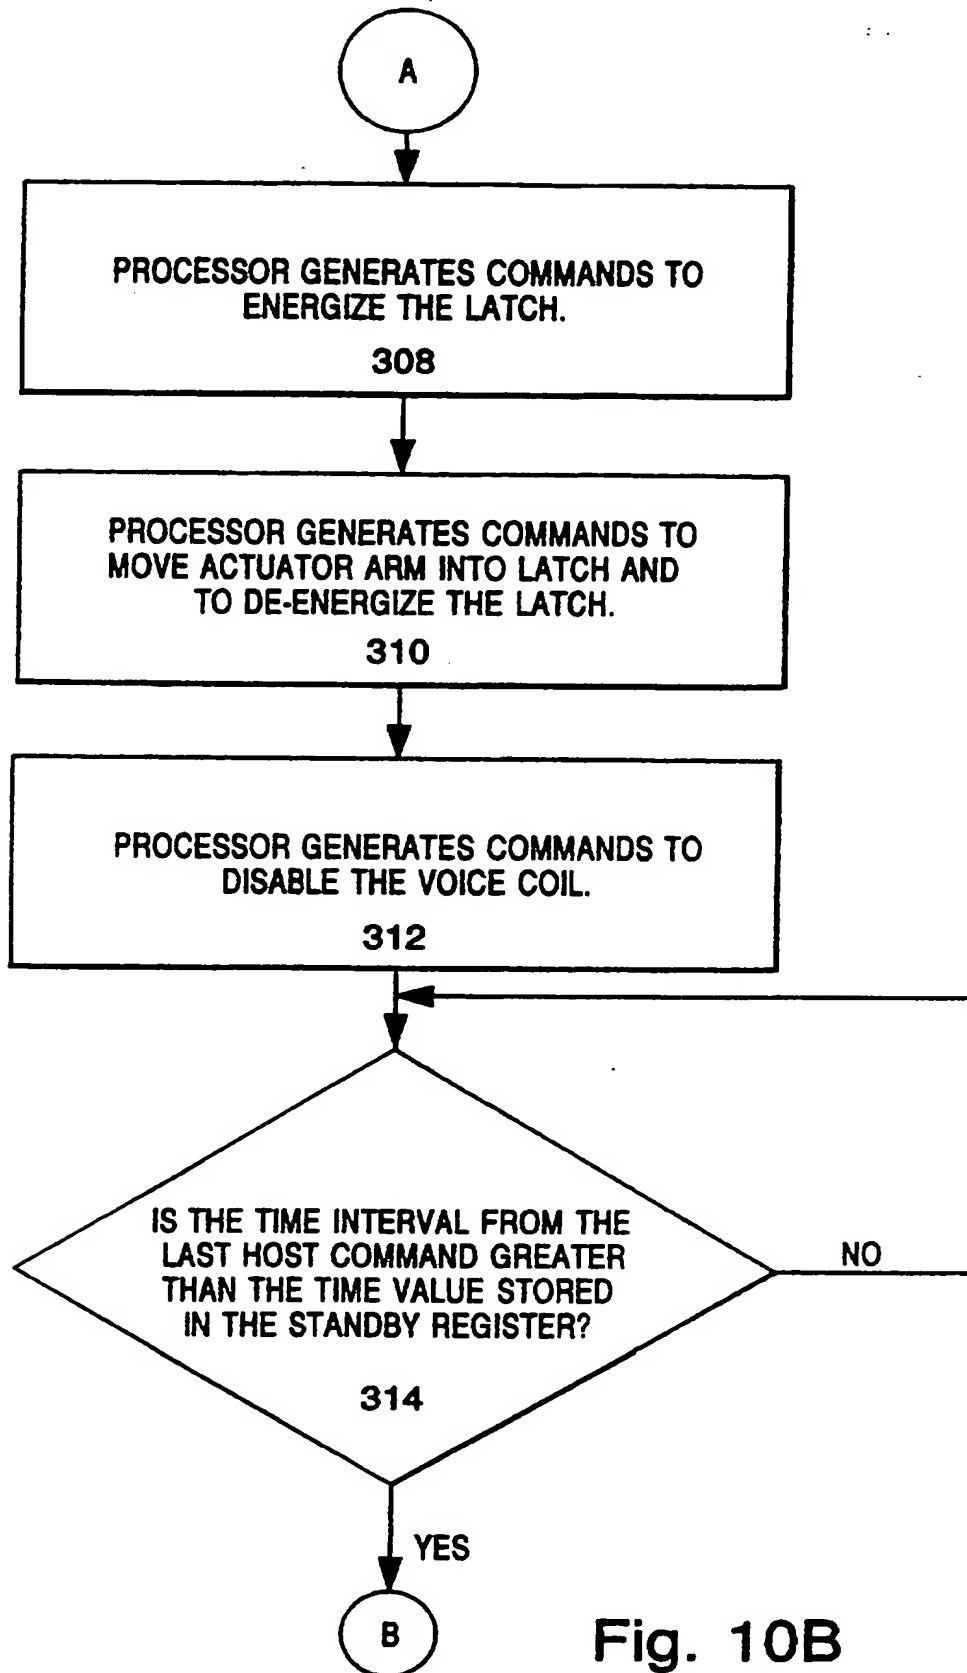 A
PROCESSOR GENERATES COMMANDS TO
ENERGIZE THE LATCH.
308
PROCESSOR GENERATES COMMANDS TO
MOVE ACTUATOR ARM INTO LATCH AND
TO DE-ENERGIZE THE LATCH.
310
PROCESSOR GENERATES COMMANDS TO
DISABLE THE VOICE COIL.
312
IS THE TIME INTERVAL FROM THE
LAST HOST COMMAND GREATER
THAN THE TIME VALUE STORED
IN THE STANDBY REGISTER?
314
NO
YES
B
Fig. 10B